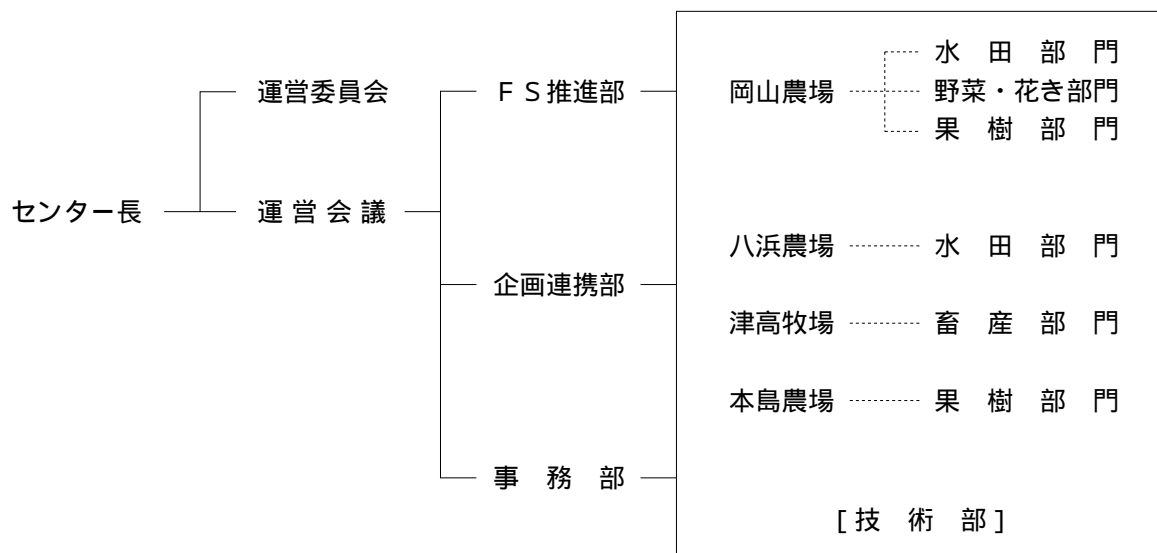 センター長
運営委員会
運営会議
FS推進部
企画連携部
事務部
岡山農場
水田部門
野菜・花き部門
果樹部門
八浜農場
水田部門
津高牧場
畜産部門
本島農場
果樹部門
[技術部]